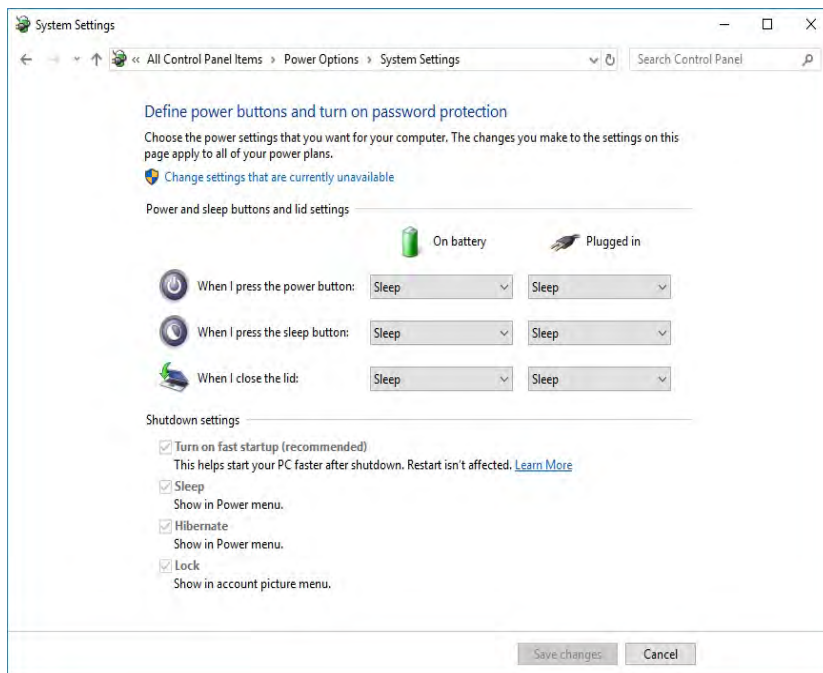 System Settings
« All Control Panel Items > Power Options > System Settings
Search Control Panel
Define power buttons and turn on password protection
Choose the power settings that you want for your computer. The changes you make to the settings on this
page apply to all of your power plans.
Change settings that are currently unavailable
Power and sleep buttons and lid settings
On battery Plugged in
When I press the power button: Sleep Sleep
When I press the sleep button: Sleep Sleep
When I close the lid: Sleep Sleep
Shutdown settings
Turn on fast startup (recommended)
This helps start your PC faster after shutdown. Restart isn't affected. Learn More
Sleep
Show in Power menu.
Hibernate
Show in Power menu.
Lock
Show in account picture menu.
Save changes Cancel